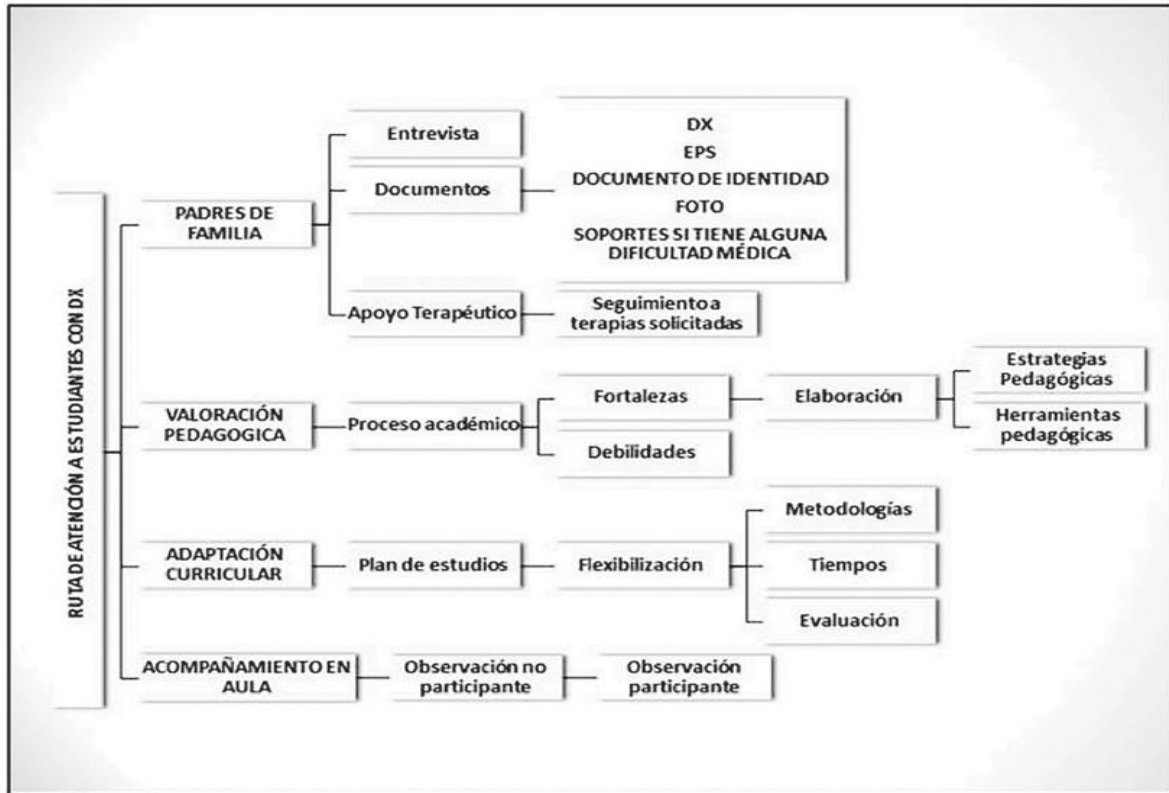 RUTA DE ATENCIÓN A ESTUDIANTES CON DX
PADRES DE
FAMILIA
Entrevista
Documentos
DX
EPS
DOCUMENTO DE IDENTIDAD
FOTO
SOPORTES SI TIENE ALGUNA
DIFICULTAD MÉDICA
Apoyo Terapéutico
Seguimiento a
terapias solicitadas
VALORACIÓN
PEDAGOGICA
Proceso académico
Fortalezas
Debilidades
Elaboración
Estrategias
Pedagógicas
Herramientas
pedagógicas
ADAPTACIÓN
CURRICULAR
Plan de estudios
Flexibilización
Metodologías
Tiempos
Evaluación
ACOMPAÑAMIENTO EN
AULA
Observación no
participante
Observación
participante